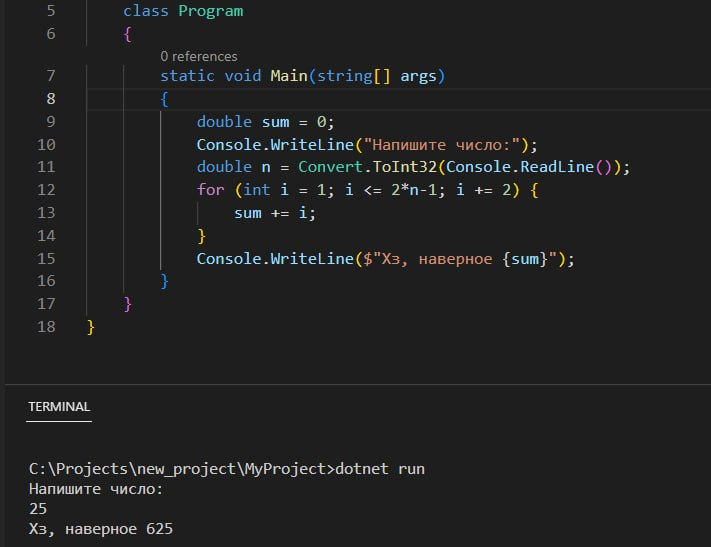 5 class Program
6 {
0 references
7 static void Main(string[] args)
8 {
9 double sum = 0;
10 Console.WriteLine("Напишите число:");
11 double n = Convert.ToInt32(Console.ReadLine());
12 for (int i = 1; i <= 2*n-1; i += 2) {
13 sum += i;
14 }
15 Console.WriteLine($"Хз, наверное {sum}");
16 }
17 }
18 }
TERMINAL
C:\Projects\new_project\MyProject>dotnet run
Напишите число:
25
Хз, наверное 625